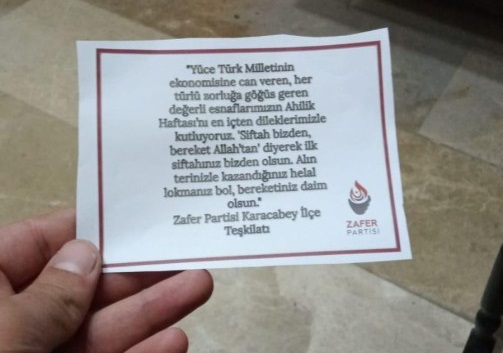 "Yüce Türk Milletinin
ekonomisine can veren, her
türlü zorluğa göğüs geren
değerli esnaflarımızın Ahilik
Haftası'nı en içten dileklerimizle
kutluyoruz. 'Siftah bizden,
bereket Allah'tan' diyerek ilk
siftahınız bizden olsun. Alın
terinizle kazandığınız helal
lokmanız bol, bereketiniz daim
olsun."
Zafer Partisi Karacabey İlçe
Teşkilatı
ZAFER
PARTİSİ